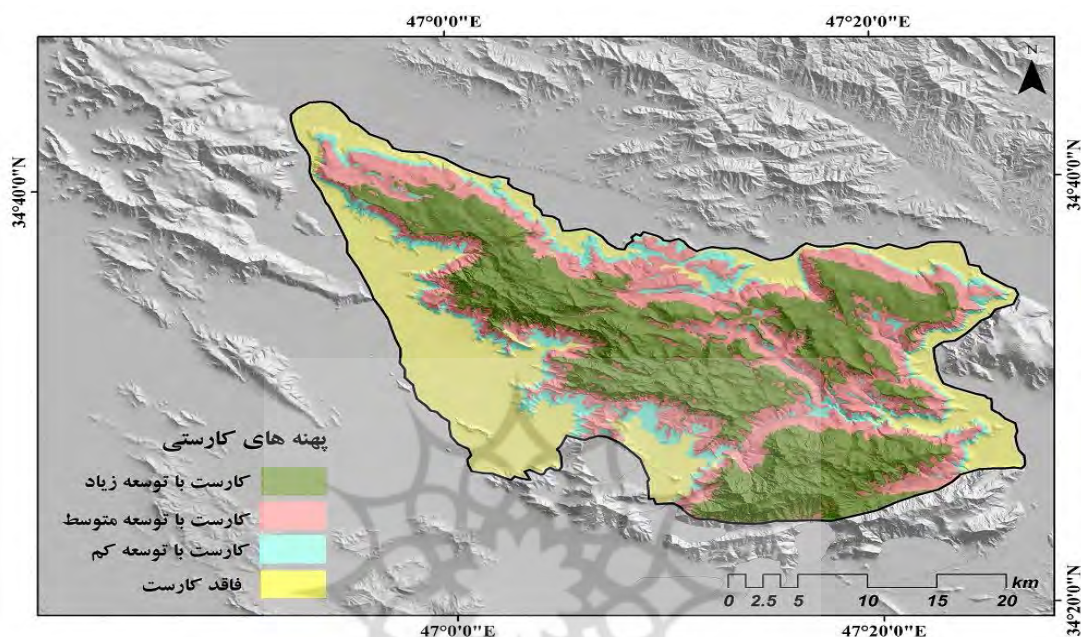 47°0'0"E
47°20'0"E
N
34°40'0"N
34°40'0"N
پهنه های کارستی
کارست با توسعه زیاد
کارست با توسعه متوسط
کارست با توسعه کم
فاقد کارست
km
0 2.5 5 10 15 20
34°20'0"N
47°0'0"E
47°20'0"E